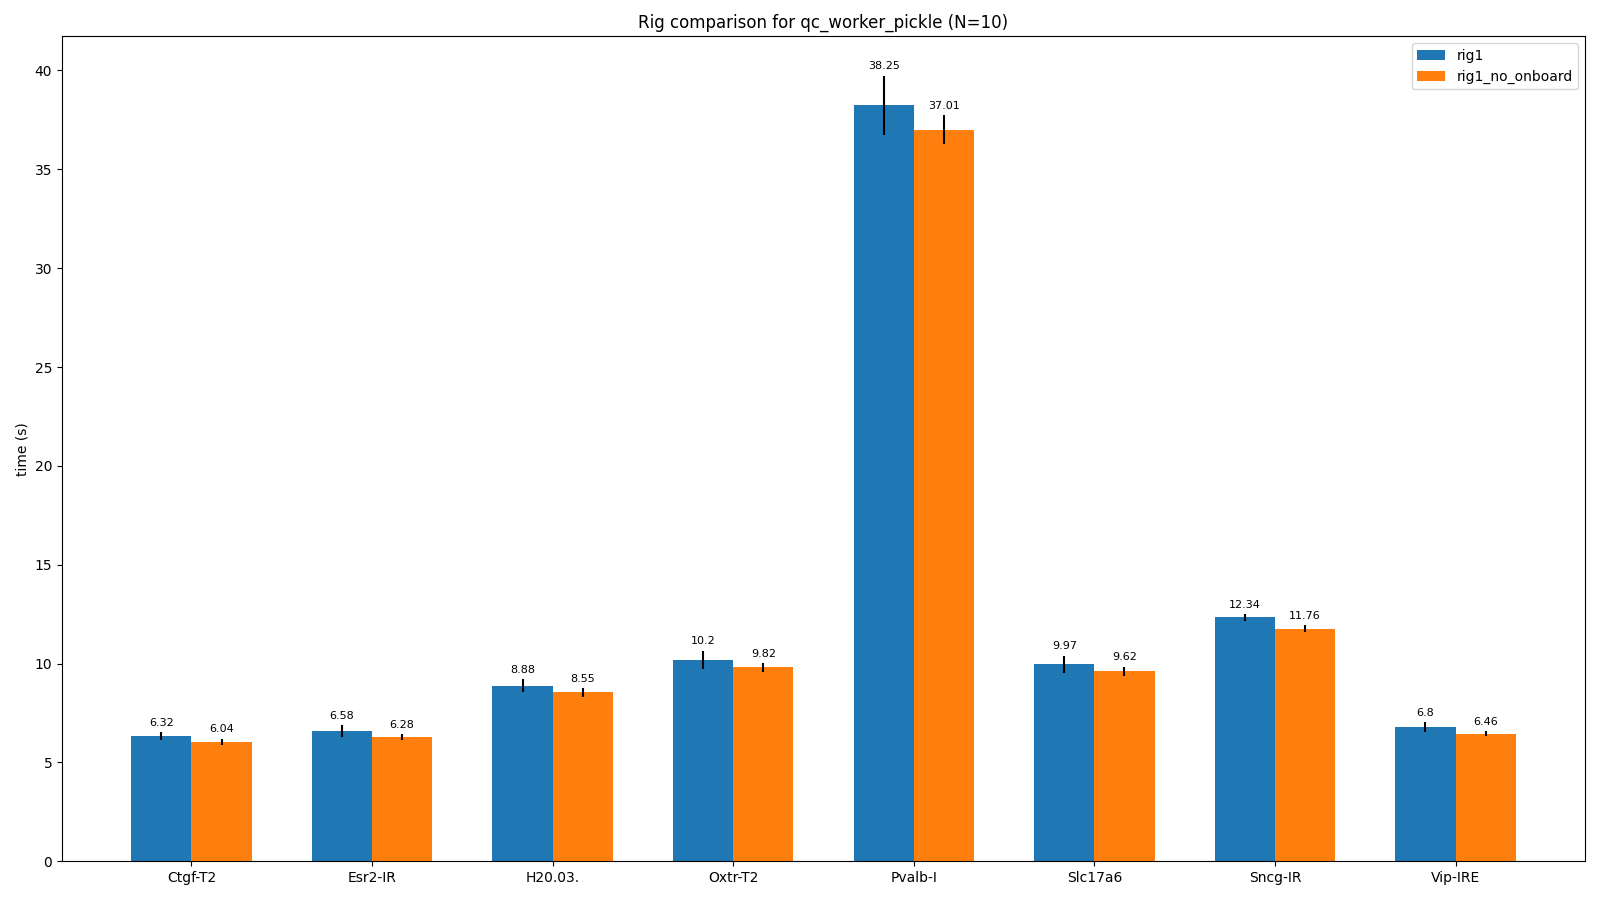 Rig comparison for qc_worker_pickle (N=10)
rig1
rig1_no_onboard
time (s)
40
35
30
25
20
15
10
5
0
6.32
6.04
6.58
6.28
8.88
8.55
10.2
9.82
38.25
37.01
9.97
9.62
12.34
11.76
6.8
6.46
Ctgf-T2
Esr2-IR
H20.03.
Oxtr-T2
Pvalb-I
Slc17a6
Sncg-IR
Vip-IRE